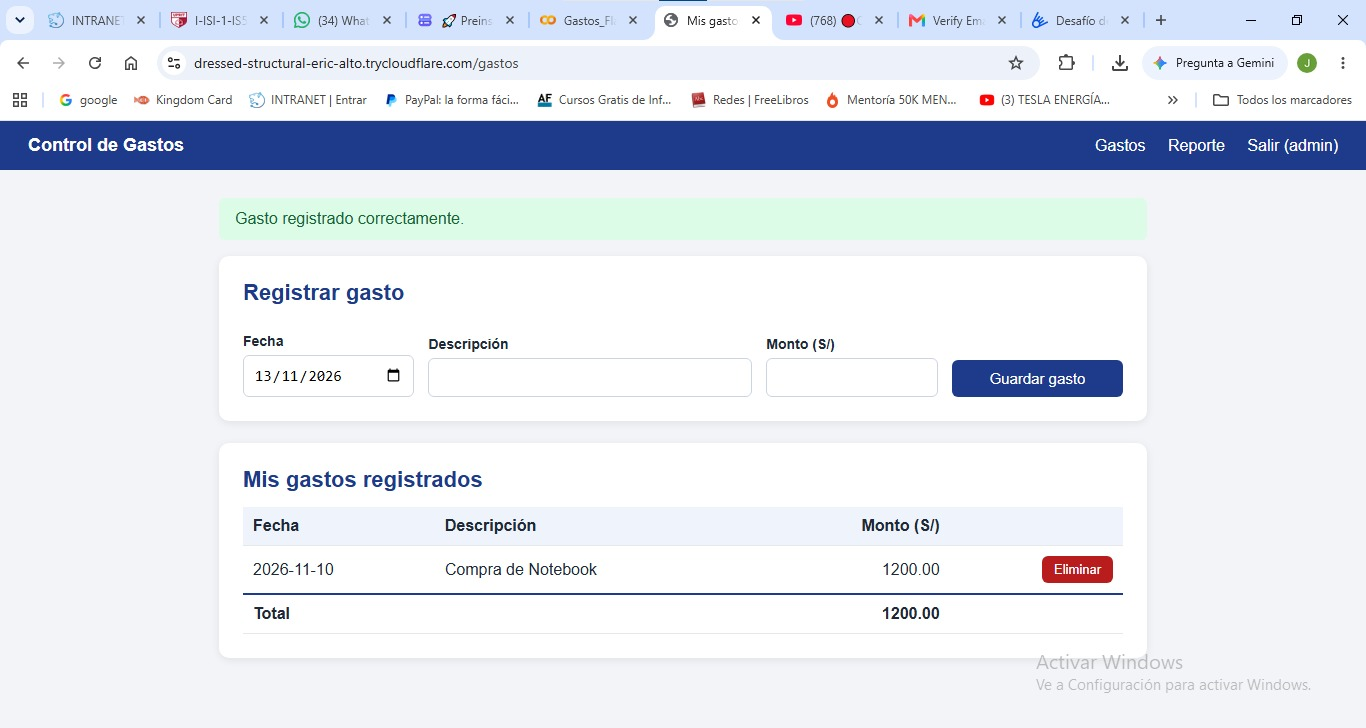 INTRANE
I-ISI-1-IS5
(34) What
Preins
Gastos_Fl
Mis gasto
(768)
Verify Em
Desafío d
dressed-structural-eric-alto.trycloudflare.com/gastos
Pregunta a Gemini
J
google
Kingdom Card
INTRANET | Entrar
PayPal: la forma fáci...
AF Cursos Gratis de Inf...
Redes | FreeLibros
Mentoría 50K MEN...
(3) TESLA ENERGÍA...
Todos los marcadores
Control de Gastos
Gastos Reporte Salir (admin)
Gasto registrado correctamente.
Registrar gasto
Fecha Descripción Monto (S/)
13/11/2026 Guardar gasto
Mis gastos registrados
Fecha Descripción Monto (S/)
2026-11-10 Compra de Notebook 1200.00 Eliminar
Total 1200.00
Activar Windows
Ve a Configuración para activar Windows.